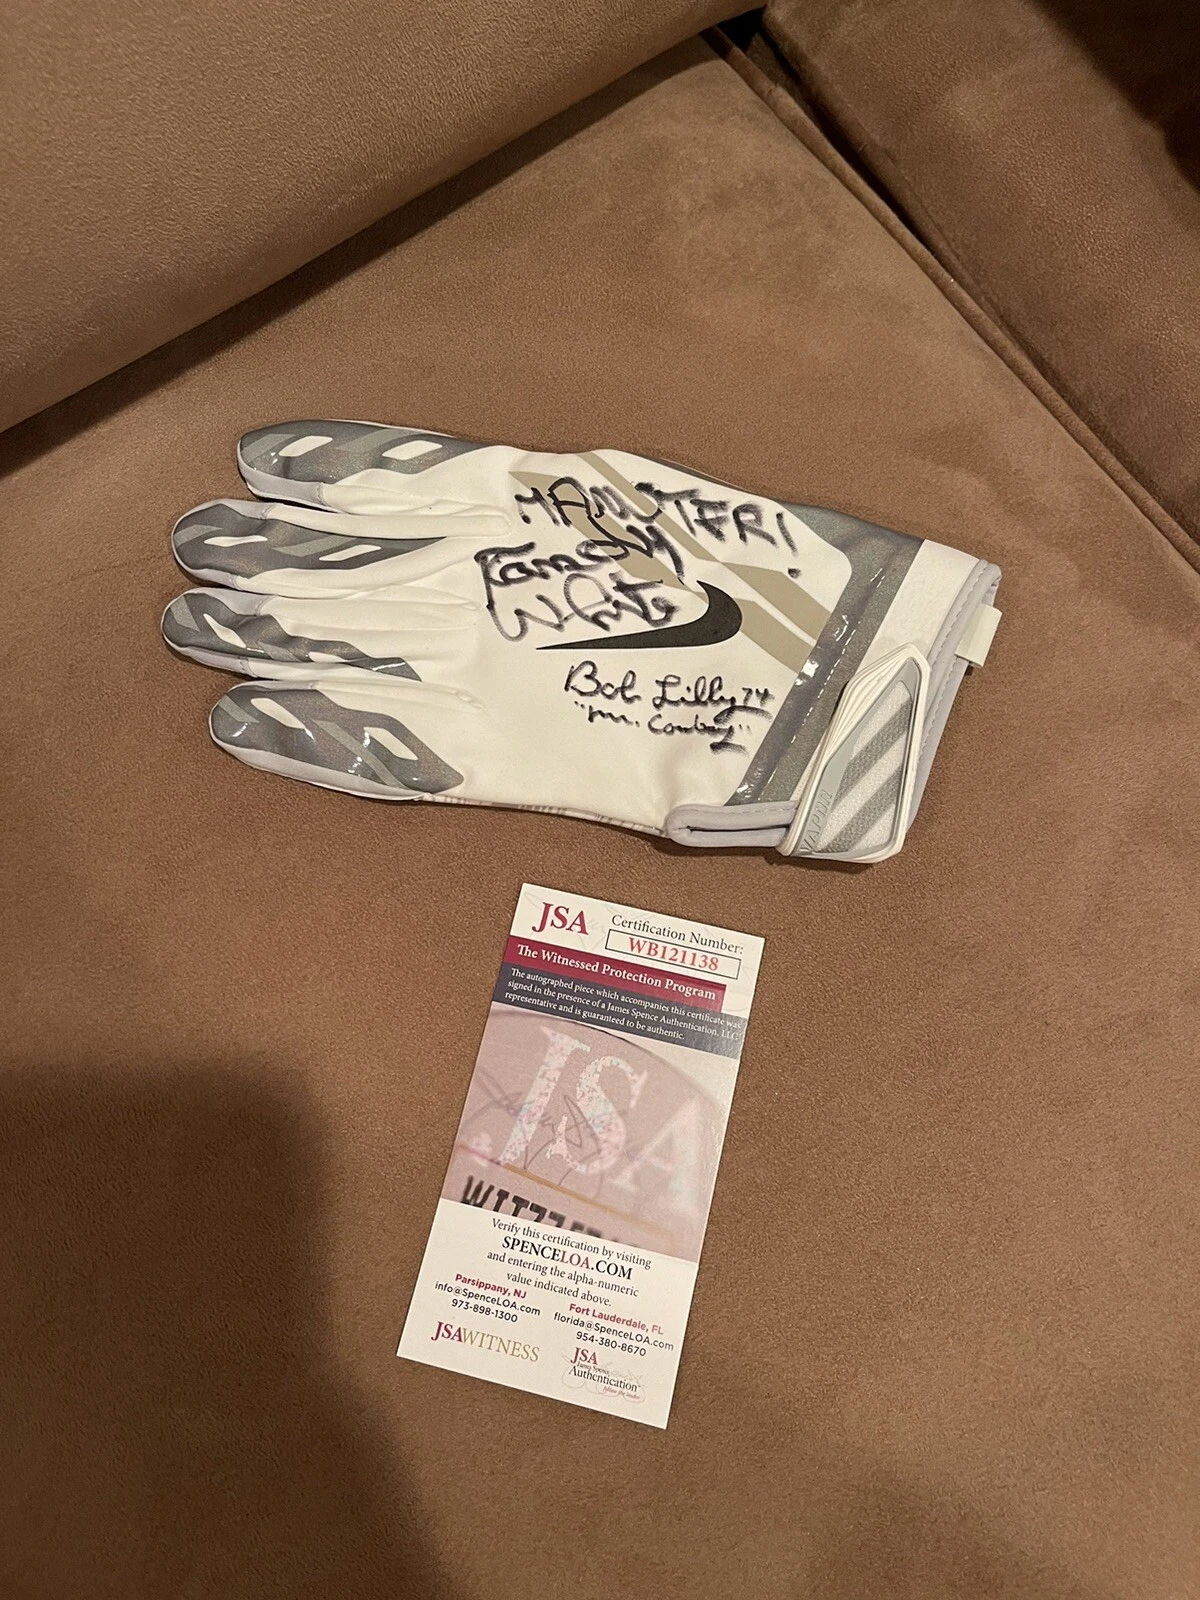 MANSTER!
Randy
White
Bob Lilly 74
"Mr. Cowboy"
VAPOR
JSA
Certification Number:
WB121138
The Witnessed Protection Program
The autographed piece which accompanies this certificate was
signed in the presence of a James Spence Authentication, LLC
representative and is guaranteed to be authentic.
JSA
Verify this certification by visiting
SPENCELOA.COM
and entering the alpha-numeric
value indicated above.
Parsippany, NJ
info@SpenceLOA.com
973-898-1300
Fort Lauderdale, FL
florida@SpenceLOA.com
954-380-8670
JSAWITNESS
JSA
James Spence
Authentication